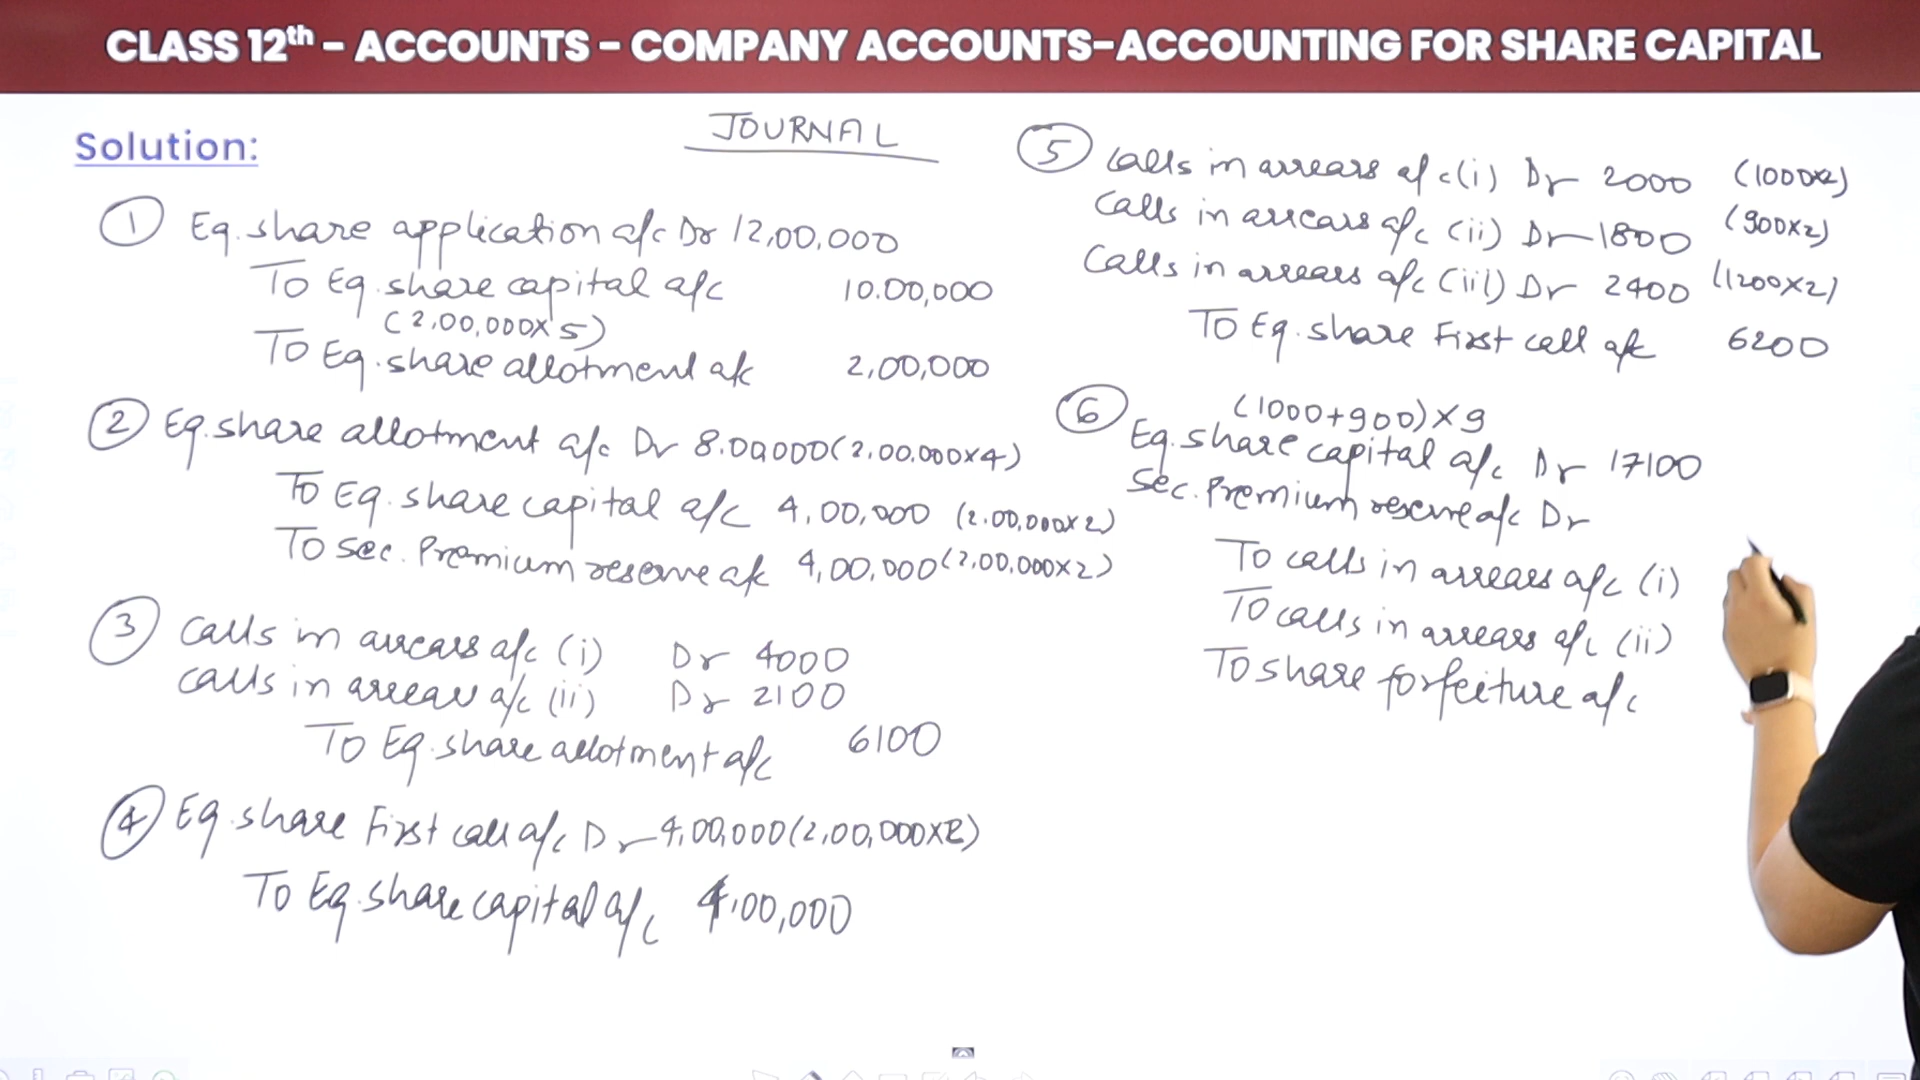 CLASS 12th – ACCOUNTS – COMPANY ACCOUNTS–ACCOUNTING FOR SHARE CAPITAL
Solution:
JOURNAL
① Eq. share application a/c Dr 12,00,000
To Eq. share capital a/c 10.00,000
(2,00,000x5)
To Eq. share allotment a/c 2,00,000
② Eq. share allotment a/c Dr 8.00,000 (2,00,000x4)
To Eq. share capital a/c 4,00,000 (2,00,000x2)
To sec. Premium reserve a/c 4,00,000 (2,00,000x2)
③ Calls in arrears a/c (i) Dr 4000
Calls in arrears a/c (ii) Dr 2100
To Eq. share allotment a/c 6100
④ Eq. share First call a/c Dr 4,00,000 (2,00,000x2)
To Eq. share capital a/c 4,00,000
⑤ Calls in arrears a/c (i) Dr 2000 (1000x2)
Calls in arrears a/c (ii) Dr 1800 (900x2)
Calls in arrears a/c (iii) Dr 2400 (1200x2)
To Eq. share First call a/c 6200
⑥ (1000+900)x9
Eq. share capital a/c Dr 17100
Sec. Premium reserve a/c Dr
To calls in arrears a/c (i)
To calls in arrears a/c (ii)
To share forfeiture a/c